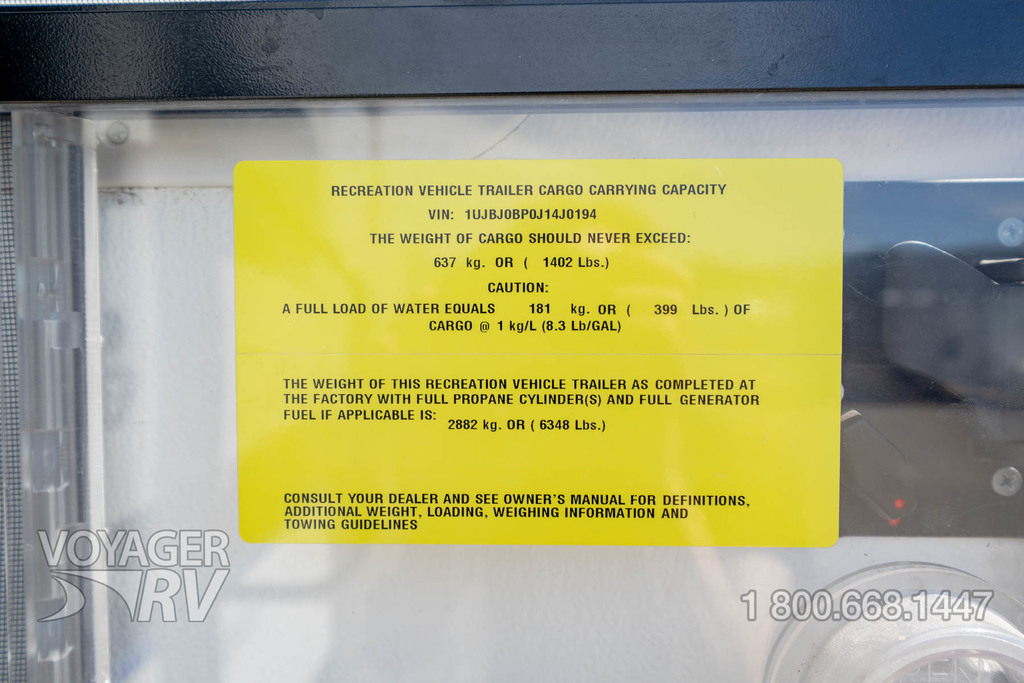 RECREATION VEHICLE TRAILER CARGO CARRYING CAPACITY
VIN: 1UJBJ0BP0J14J0194
THE WEIGHT OF CARGO SHOULD NEVER EXCEED:
637 kg. OR ( 1402 Lbs.)
CAUTION:
A FULL LOAD OF WATER EQUALS 181 kg. OR ( 399 Lbs. ) OF
CARGO @ 1 kg/L (8.3 Lb/GAL)
THE WEIGHT OF THIS RECREATION VEHICLE TRAILER AS COMPLETED AT
THE FACTORY WITH FULL PROPANE CYLINDER(S) AND FULL GENERATOR
FUEL IF APPLICABLE IS: 2882 kg. OR ( 6348 Lbs.)
CONSULT YOUR DEALER AND SEE OWNER'S MANUAL FOR DEFINITIONS,
ADDITIONAL WEIGHT, LOADING, WEIGHING INFORMATION AND
TOWING GUIDELINES
VOYAGER
RV
1 800.668.1447